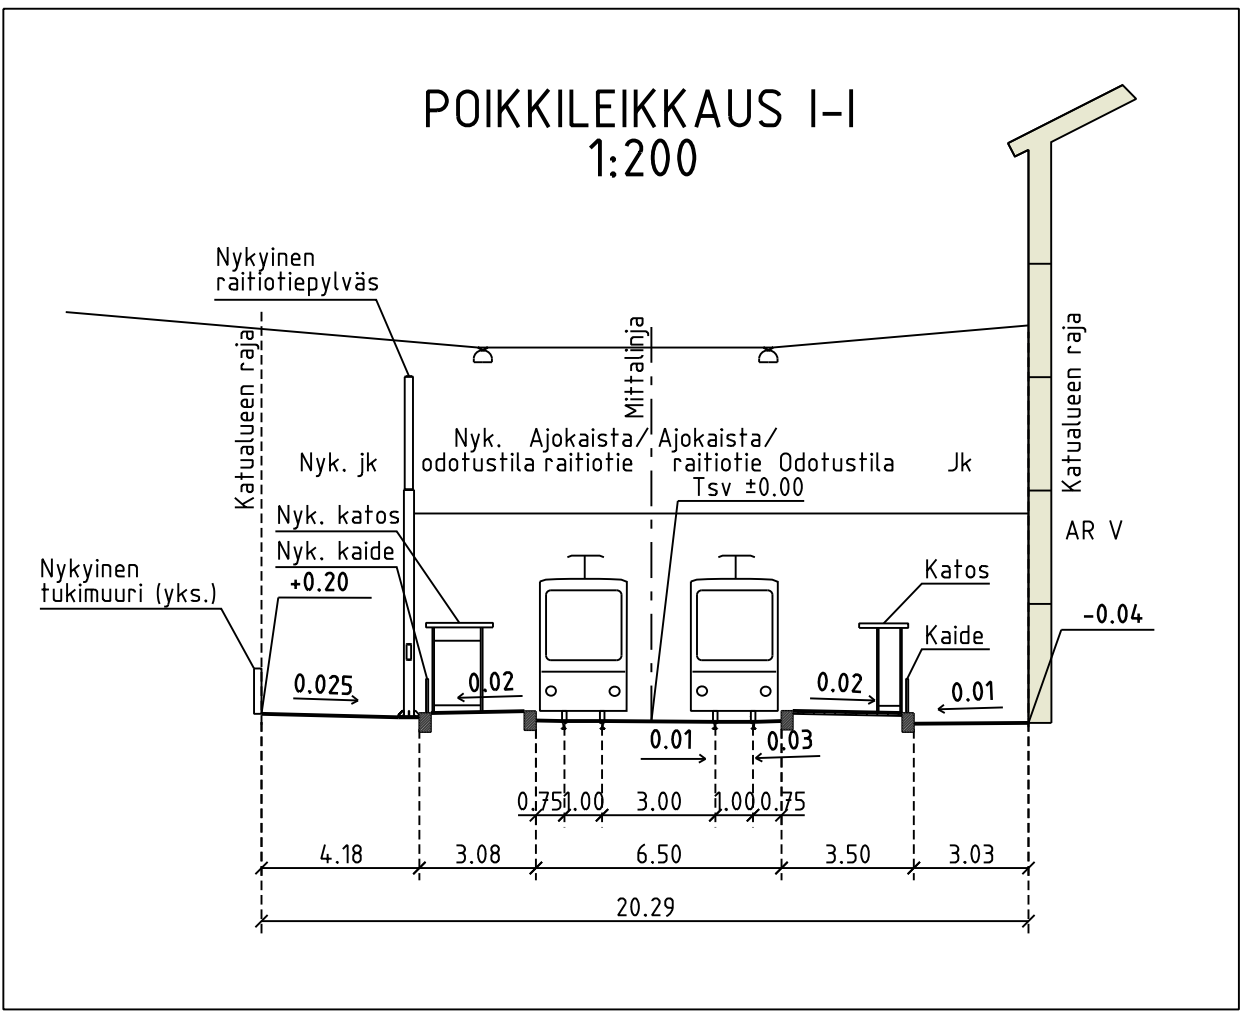 POIKKILEIKKAUS I-I
1:200
Nykyinen
raitiotiepylväs
Katualueen raja
Mittalinja
Katualueen raja
Nyk. jk
Nyk.
odotustila
Ajokaista/
raitiotie
Ajokaista/
raitiotie
Odotustila
Jk
Tsv ±0.00
Nyk. katos
Nyk. kaide
AR V
Nykyinen
tukimuuri (yks.)
+0.20
Katos
Kaide
-0.04
0.025
0.02
0.02
0.01
0.01
0.03
0.75
1.00
3.00
1.00
0.75
4.18
3.08
6.50
3.50
3.03
20.29